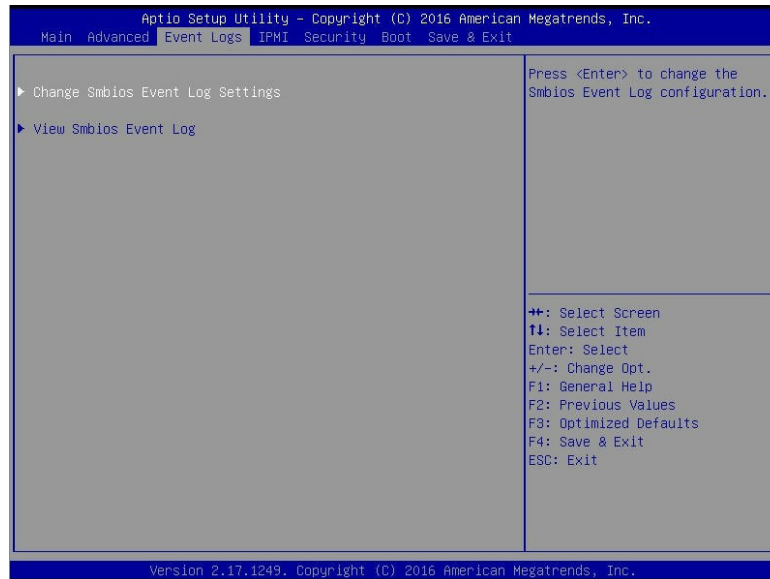 Aptio Setup Utility – Copyright (C) 2016 American Megatrends, Inc.
Main Advanced Event Logs IPMI Security Boot Save & Exit
Change Smbios Event Log Settings
View Smbios Event Log
Press <Enter> to change the
Smbios Event Log configuration.
→←: Select Screen
↑↓: Select Item
Enter: Select
+/-: Change Opt.
F1: General Help
F2: Previous Values
F3: Optimized Defaults
F4: Save & Exit
ESC: Exit
Version 2.17.1249. Copyright (C) 2016 American Megatrends, Inc.